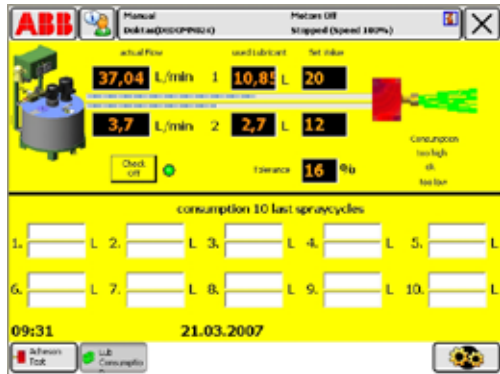 ABB
Manual Motors Off
Stopped (Speed 100%)
actual Flow used Lubricant Set Value
37,04 L/min 1 10,85 L 20
3,7 L/min 2 2,7 L 12
Consumption
too high
ok
too low
Check
Off
Tolerance 16 %
consumption 10 last spraycycles
1. L 2. L 3. L 4. L 5. L
6. L 7. L 8. L 9. L 10. L
09:31 21.03.2007
Acheson
Test
Lub
Consumptio